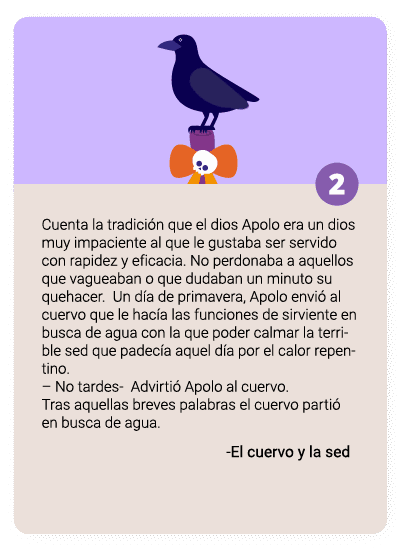 2
Cuenta la tradición que el dios Apolo era un dios
muy impaciente al que le gustaba ser servido
con rapidez y eficacia. No perdonaba a aquellos
que vagueaban o que dudaban un minuto su
quehacer.  Un día de primavera, Apolo envió al
cuervo que le hacía las funciones de sirviente en
busca de agua con la que poder calmar la terri-
ble sed que padecía aquel día por el calor repen-
tino.
– No tardes-  Advirtió Apolo al cuervo.
Tras aquellas breves palabras el cuervo partió
en busca de agua.
-El cuervo y la sed